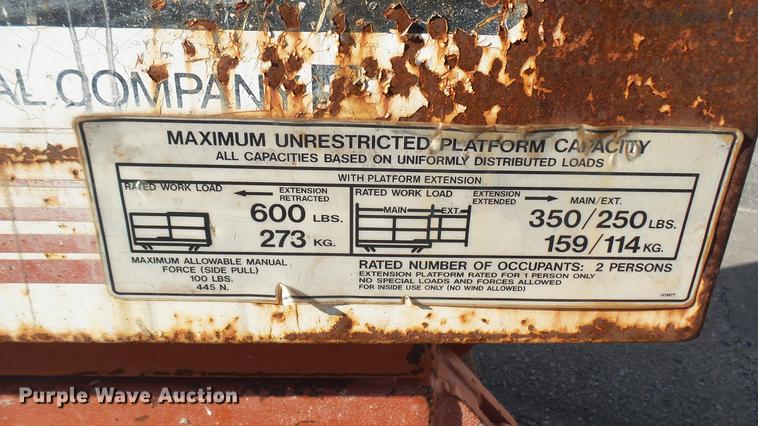 AL COMPANY
MAXIMUM UNRESTRICTED PLATFORM CAPACITY
ALL CAPACITIES BASED ON UNIFORMLY DISTRIBUTED LOADS
WITH PLATFORM EXTENSION
RATED WORK LOAD EXTENSION RETRACTED
600 LBS.
273 KG.
RATED WORK LOAD EXTENSION EXTENDED MAIN/EXT.
MAIN EXT.
350/250 LBS.
159/114 KG.
MAXIMUM ALLOWABLE MANUAL
FORCE (SIDE PULL)
100 LBS.
445 N.
RATED NUMBER OF OCCUPANTS: 2 PERSONS
EXTENSION PLATFORM RATED FOR 1 PERSON ONLY
NO SPECIAL LOADS AND FORCES ALLOWED
FOR INSIDE USE ONLY (NO WIND ALLOWED)
Purple Wave Auction